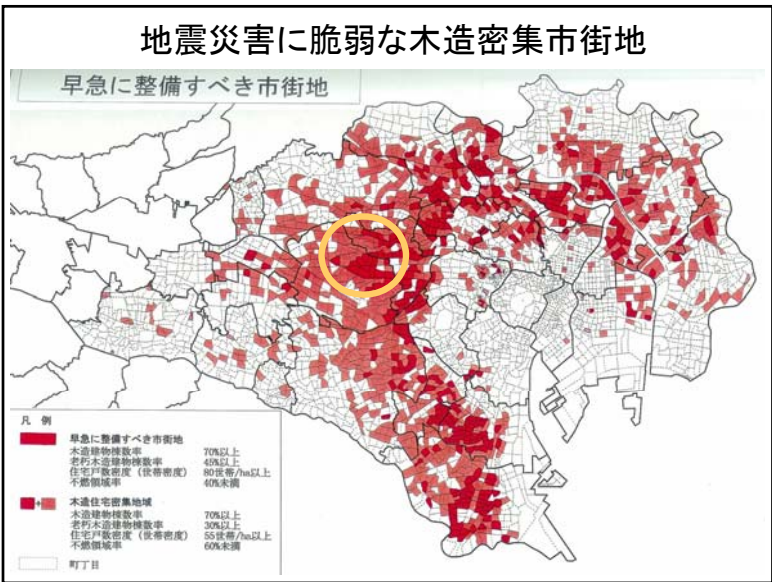 地震災害に脆弱な木造密集市街地
早急に整備すべき市街地
凡 例
早急に整備すべき市街地
木造建物棟数率 70%以上
老朽木造建物棟数率 45%以上
住宅戸数密度（世帯密度） 80世帯/ha以上
不燃領域率 40%未満
+
木造住宅密集地域
木造建物棟数率 70%以上
老朽木造建物棟数率 30%以上
住宅戸数密度（世帯密度） 55世帯/ha以上
不燃領域率 60%未満
町丁目